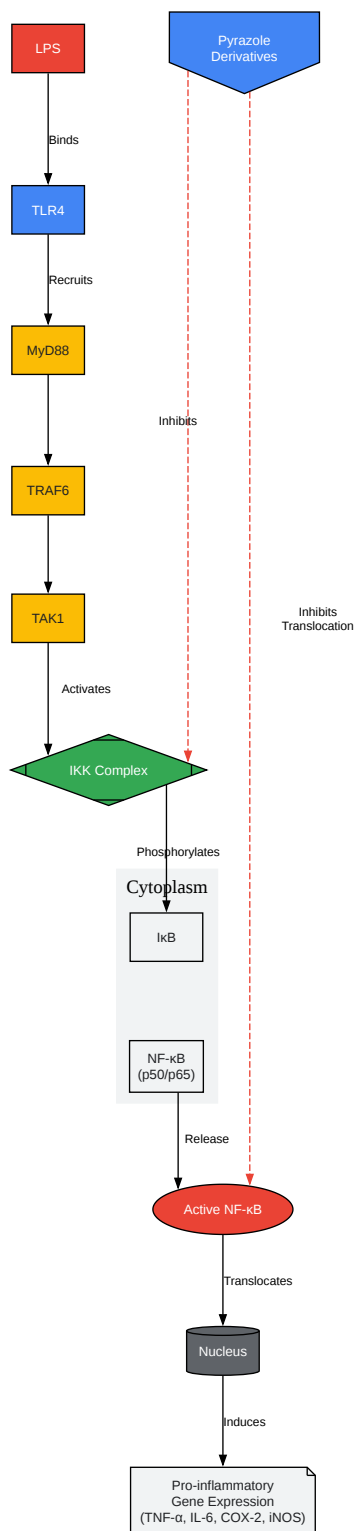 LPS
Pyrazole
Derivatives
Binds
TLR4
Recruits
MyD88
Inhibits
TRAF6
TAK1
Inhibits
Translocation
Activates
IKK Complex
Phosphorylates
Cytoplasm
IκB
NF-κB
(p50/p65)
Release
Active NF-κB
Translocates
Nucleus
Induces
Pro-inflammatory
Gene Expression
(TNF-α, IL-6, COX-2, iNOS)